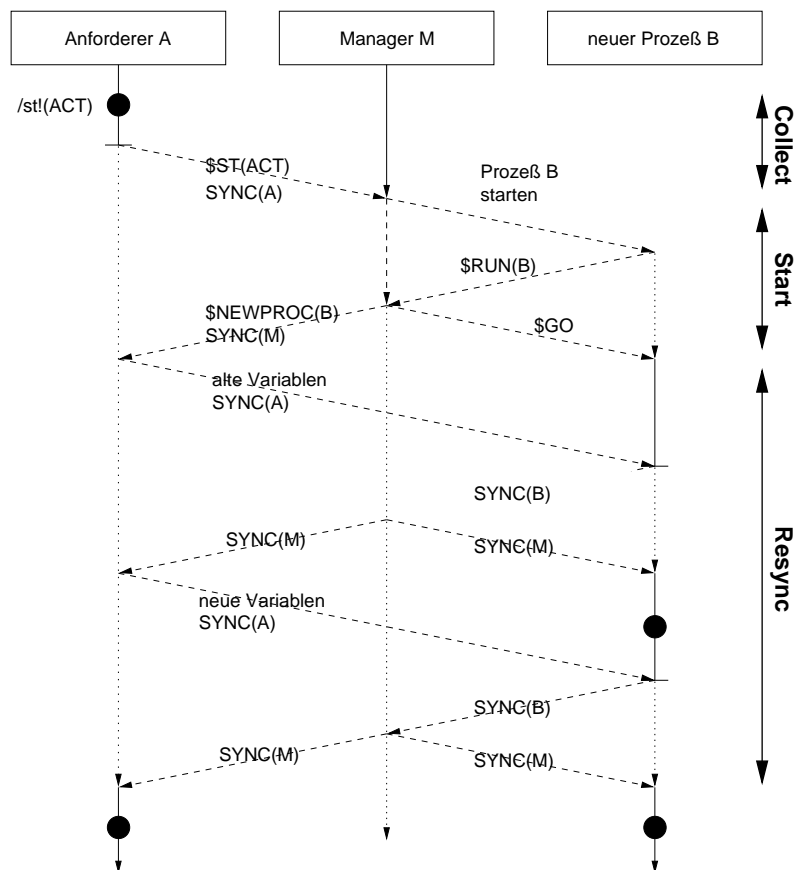 Anforderer A
Manager M
neuer Prozeß B
/st!(ACT)
Collect
$ST(ACT)
SYNC(A)
Prozeß B
starten
Start
$RUN(B)
$NEWPROC(B)
SYNC(M)
$GO
alte Variablen
SYNC(A)
SYNC(B)
SYNC(M)
SYNC(M)
Resync
neue Variablen
SYNC(A)
SYNC(B)
SYNC(M)
SYNC(M)